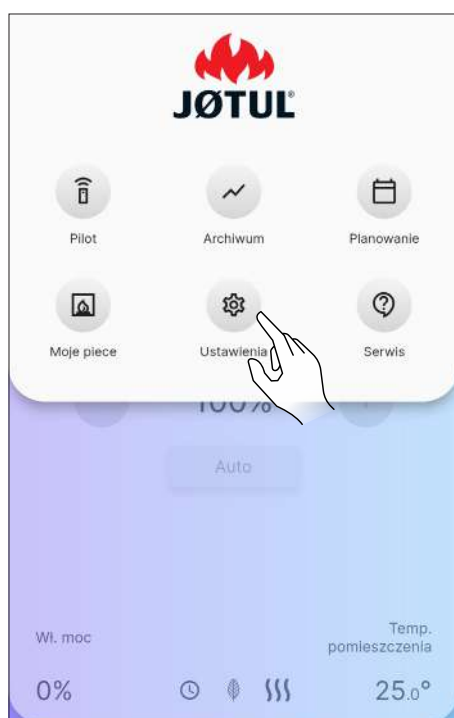 JØTUL®
Pilot
Archiwum
Planowanie
Moje piece
Ustawienia
Serwis
100%
Auto
Wł. moc
Temp.
pomieszczenia
0%
25.0°